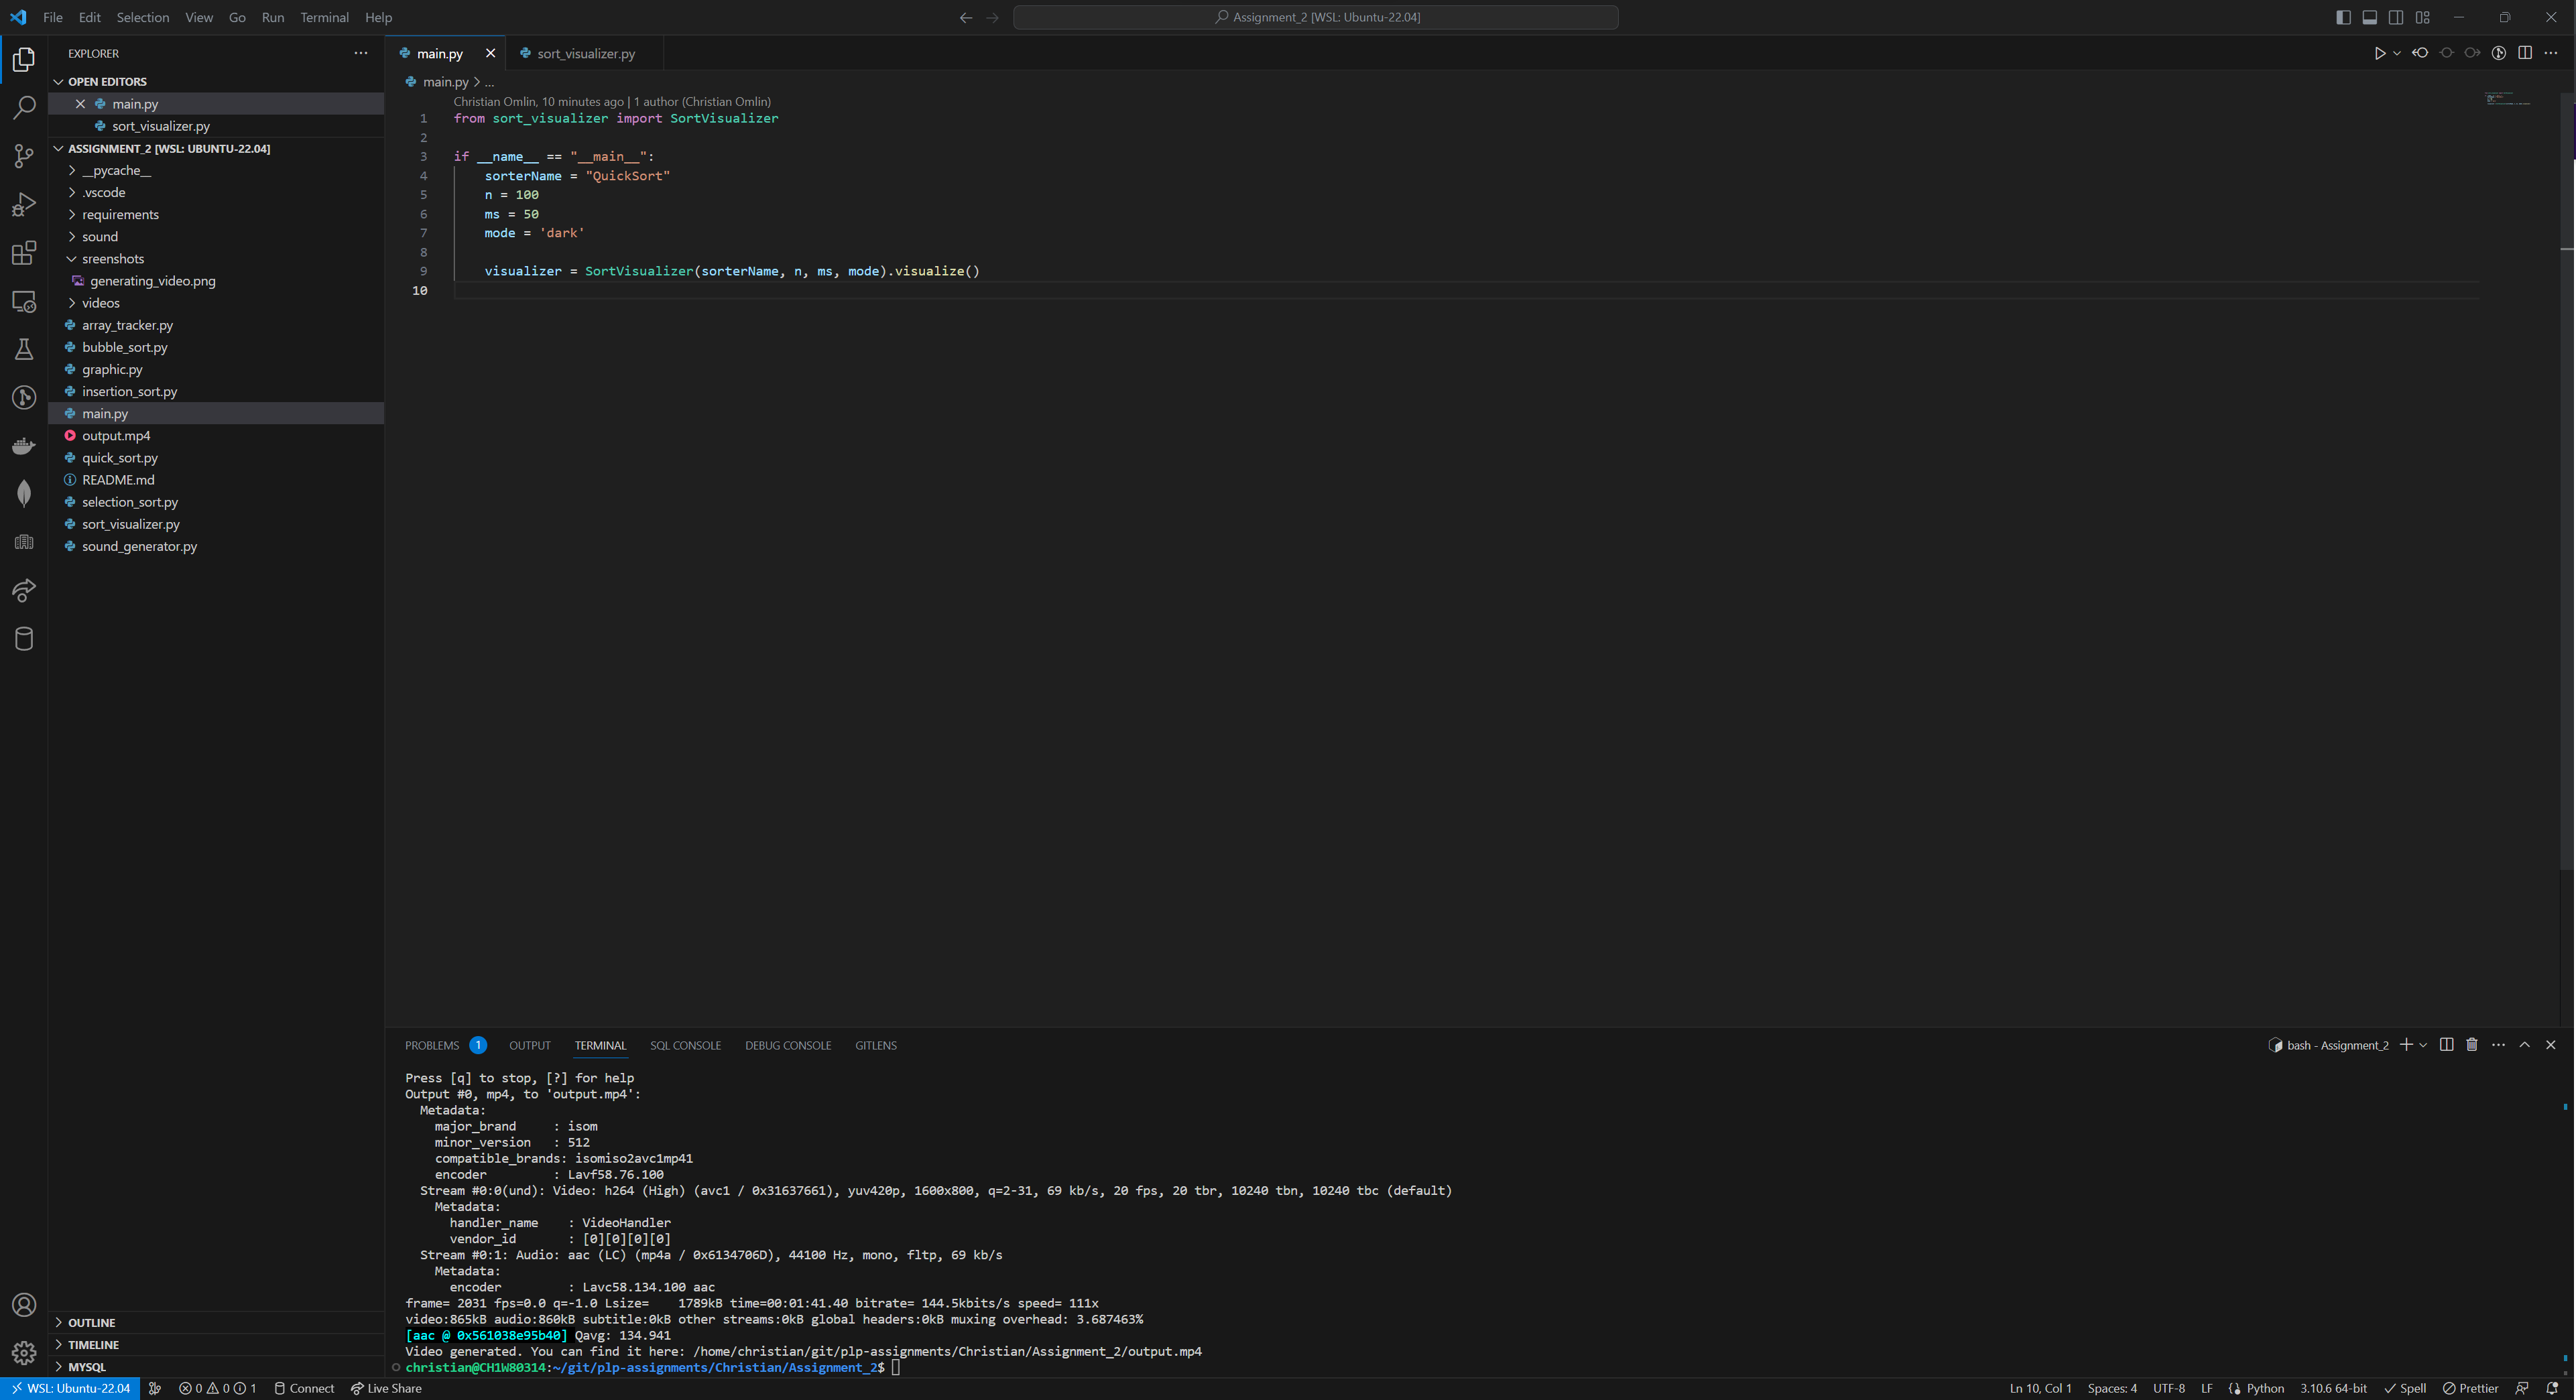 File Edit Selection View Go Run Terminal Help
Assignment_2 [WSL: Ubuntu-22.04]
EXPLORER
OPEN EDITORS
main.py
sort_visualizer.py
ASSIGNMENT_2 [WSL: UBUNTU-22.04]
__pycache__
.vscode
requirements
sound
sreenshots
generating_video.png
videos
array_tracker.py
bubble_sort.py
graphic.py
insertion_sort.py
main.py
output.mp4
quick_sort.py
README.md
selection_sort.py
sort_visualizer.py
sound_generator.py
OUTLINE
TIMELINE
MYSQL
main.py sort_visualizer.py
main.py > ...
Christian Omlin, 10 minutes ago | 1 author (Christian Omlin)
1 from sort_visualizer import SortVisualizer
2
3 if __name__ == "__main__":
4 sorterName = "QuickSort"
5 n = 100
6 ms = 50
7 mode = 'dark'
8
9 visualizer = SortVisualizer(sorterName, n, ms, mode).visualize()
10
PROBLEMS 1 OUTPUT TERMINAL SQL CONSOLE DEBUG CONSOLE GITLENS
bash - Assignment_2
Press [q] to stop, [?] for help
Output #0, mp4, to 'output.mp4':
Metadata:
major_brand : isom
minor_version : 512
compatible_brands: isomiso2avc1mp41
encoder : Lavf58.76.100
Stream #0:0(und): Video: h264 (High) (avc1 / 0x31637661), yuv420p, 1600x800, q=2-31, 69 kb/s, 20 fps, 20 tbr, 10240 tbn, 10240 tbc (default)
Metadata:
handler_name : VideoHandler
vendor_id : [0][0][0][0]
Stream #0:1: Audio: aac (LC) (mp4a / 0x6134706D), 44100 Hz, mono, fltp, 69 kb/s
Metadata:
encoder : Lavc58.134.100 aac
frame= 2031 fps=0.0 q=-1.0 Lsize= 1789kB time=00:01:41.40 bitrate= 144.5kbits/s speed= 111x
video:865kB audio:860kB subtitle:0kB other streams:0kB global headers:0kB muxing overhead: 3.687463%
[aac @ 0x561038e95b40] Qavg: 134.941
Video generated. You can find it here: /home/christian/git/plp-assignments/Christian/Assignment_2/output.mp4
christian@CH1W80314:~/git/plp-assignments/Christian/Assignment_2$
WSL: Ubuntu-22.04 0 0 1 Connect Live Share Ln 10, Col 1 Spaces: 4 UTF-8 LF Python 3.10.6 64-bit Spell Prettier